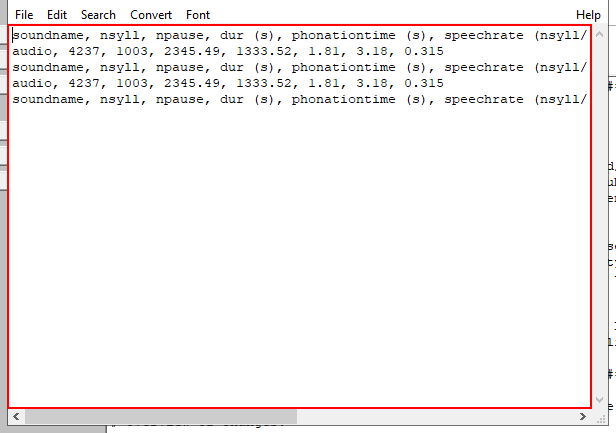 File Edit Search Convert Font Help
soundname, nsyll, npause, dur (s), phonationtime (s), speechrate (nsyll/
audio, 4237, 1003, 2345.49, 1333.52, 1.81, 3.18, 0.315
soundname, nsyll, npause, dur (s), phonationtime (s), speechrate (nsyll/
audio, 4237, 1003, 2345.49, 1333.52, 1.81, 3.18, 0.315
soundname, nsyll, npause, dur (s), phonationtime (s), speechrate (nsyll/